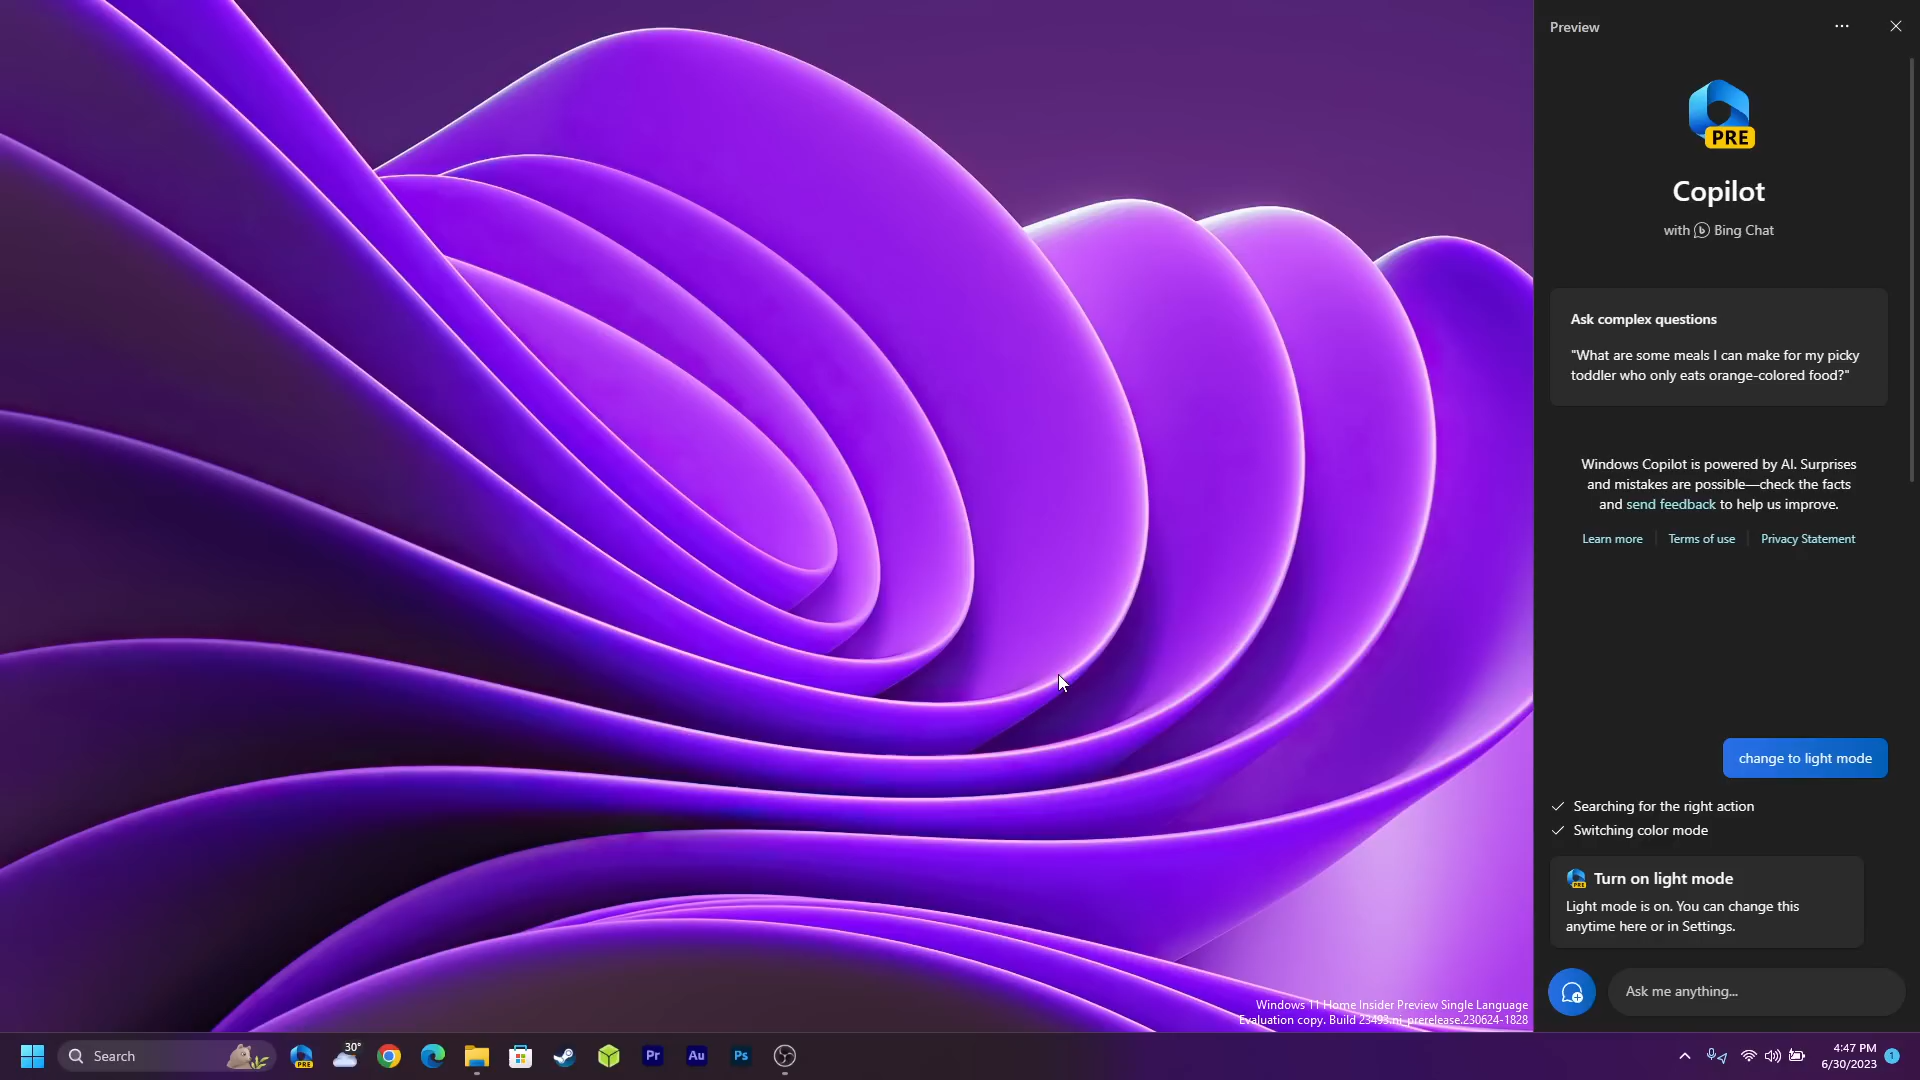 Preview
PRE
Copilot
with b Bing Chat
Ask complex questions
"What are some meals I can make for my picky
toddler who only eats orange-colored food?"
Windows Copilot is powered by AI. Surprises
and mistakes are possible—check the facts
and send feedback to help us improve.
Learn more
Terms of use
Privacy Statement
change to light mode
Searching for the right action
Switching color mode
PRE
Turn on light mode
Light mode is on. You can change this
anytime here or in Settings.
Ask me anything...
Windows 11 Home Insider Preview Single Language
Evaluation copy. Build 23493.ni_prerelease.230624-1828
Search
PRE
30°
Pr
Au
Ps
4:47 PM
6/30/2023
1